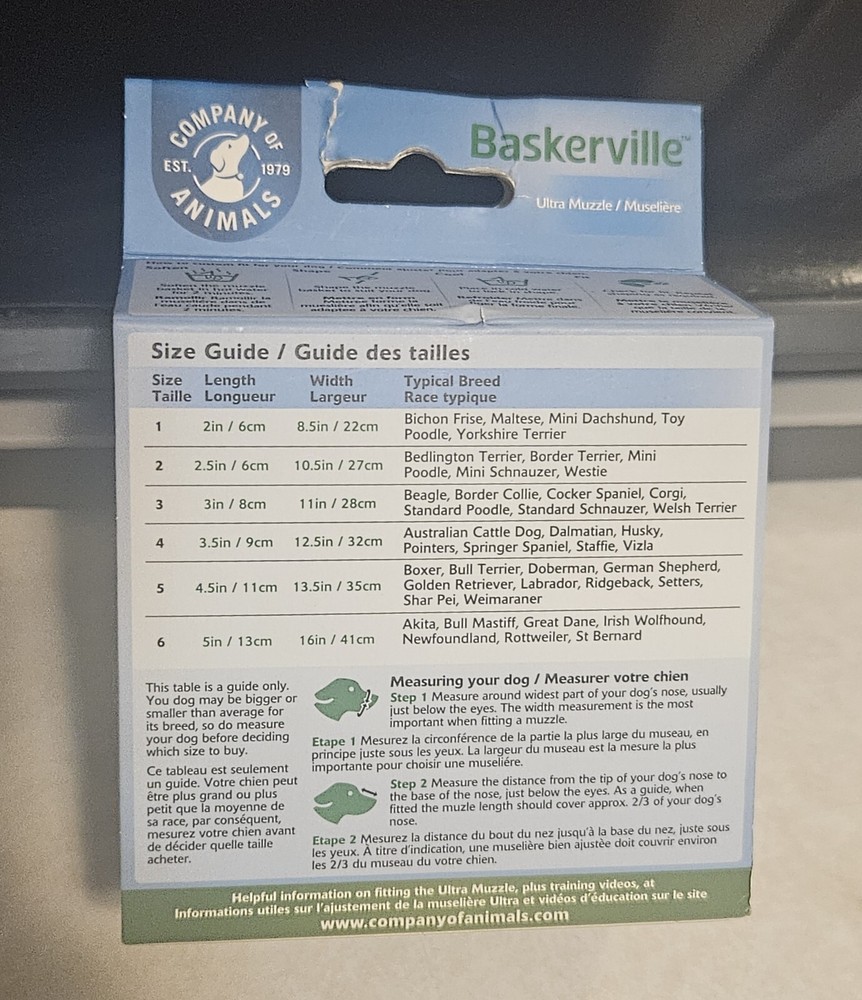 COMPANY OF
EST. 1979
ANIMALS
Baskerville™
Ultra Muzzle / Muselière
Size Guide / Guide des tailles
Size Length Width Typical Breed
Taille Longueur Largeur Race typique
1 2in / 6cm 8.5in / 22cm Bichon Frise, Maltese, Mini Dachshund, Toy
Poodle, Yorkshire Terrier
2 2.5in / 6cm 10.5in / 27cm Bedlington Terrier, Border Terrier, Mini
Poodle, Mini Schnauzer, Westie
3 3in / 8cm 11in / 28cm Beagle, Border Collie, Cocker Spaniel, Corgi,
Standard Poodle, Standard Schnauzer, Welsh Terrier
4 3.5in / 9cm 12.5in / 32cm Australian Cattle Dog, Dalmatian, Husky,
Pointers, Springer Spaniel, Staffie, Vizla
5 4.5in / 11cm 13.5in / 35cm Boxer, Bull Terrier, Doberman, German Shepherd,
Golden Retriever, Labrador, Ridgeback, Setters,
Shar Pei, Weimaraner
6 5in / 13cm 16in / 41cm Akita, Bull Mastiff, Great Dane, Irish Wolfhound,
Newfoundland, Rottweiler, St Bernard
This table is a guide only.
You dog may be bigger or
smaller than average for
its breed, so do measure
your dog before deciding
which size to buy.
Ce tableau est seulement
un guide. Votre chien peut
être plus grand ou plus
petit que la moyenne de
sa race, par conséquent,
mesurez votre chien avant
de décider quelle taille
acheter.
Measuring your dog / Measurer votre chien
Step 1 Measure around widest part of your dog's nose, usually
just below the eyes. The width measurement is the most
important when fitting a muzzle.
Etape 1 Mesurez la circonférence de la partie la plus large du museau, en
principe juste sous les yeux. La largeur du museau est la mesure la plus
importante pour choisir une muselière.
Step 2 Measure the distance from the tip of your dog's nose to
the base of the nose, just below the eyes. As a guide, when
fitted the muzle length should cover approx. 2/3 of your dog's
nose.
Etape 2 Mesurez la distance du bout du nez jusqu'à la base du nez, juste sous
les yeux. À titre d'indication, une muselière bien ajustèe doit couvrir environ
les 2/3 du museau du votre chien.
Helpful information on fitting the Ultra Muzzle, plus training videos, at
Informations utiles sur l'ajustement de la muselière Ultra et vidéos d'éducation sur le site
www.companyofanimals.com